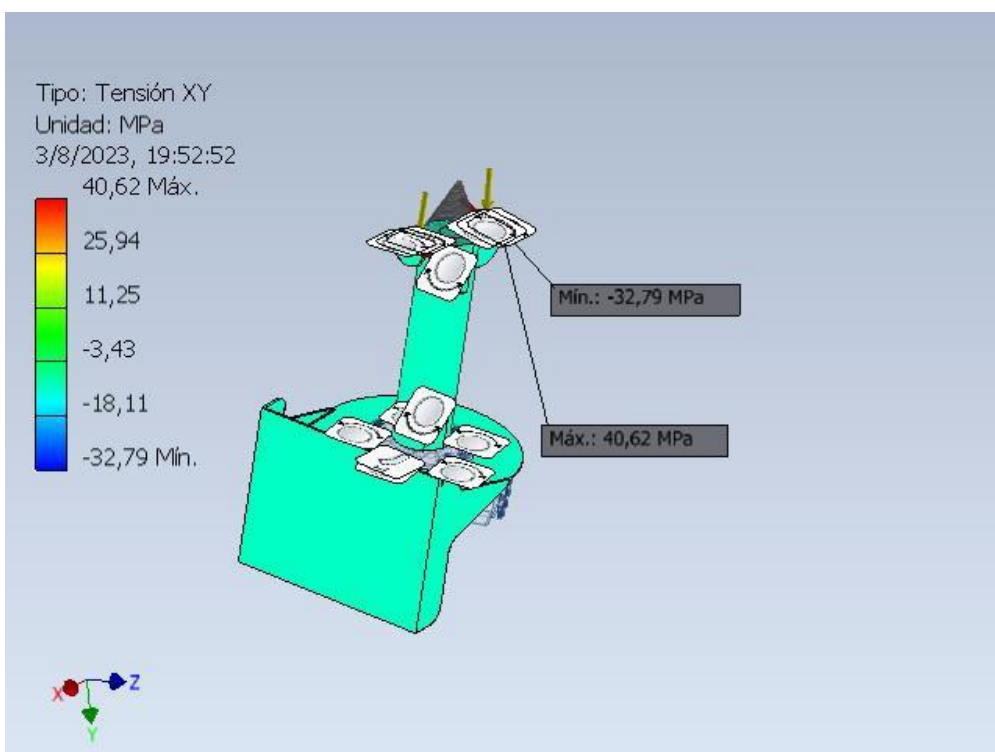 Tipo: Tensión XY
Unidad: MPa
3/8/2023, 19:52:52
40,62 Máx.
25,94
11,25
-3,43
-18,11
-32,79 Mín.
Mín.: -32,79 MPa
Máx.: 40,62 MPa
X
Z
Y